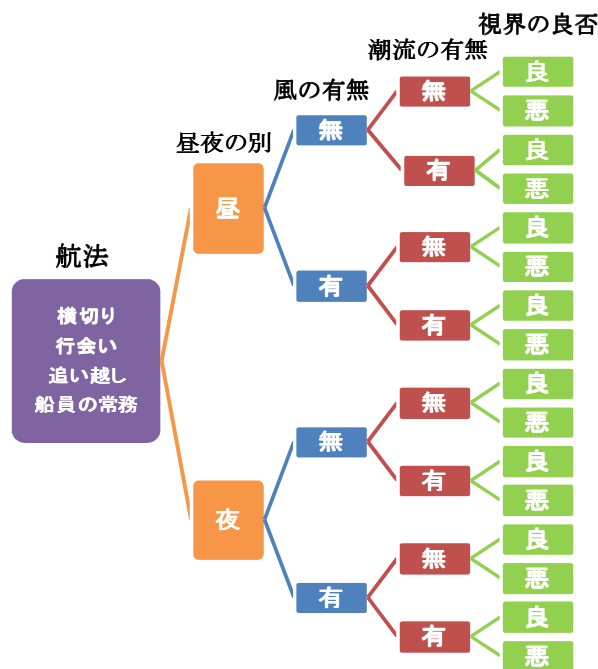 視界の良否
潮流の有無
風の有無
昼夜の別
航法
横切り
行会い
追い越し
船員の常務
昼
夜
無
有
無
有
無
有
無
有
無
有
無
有
良
悪
良
悪
良
悪
良
悪
良
悪
良
悪
良
悪
良
悪